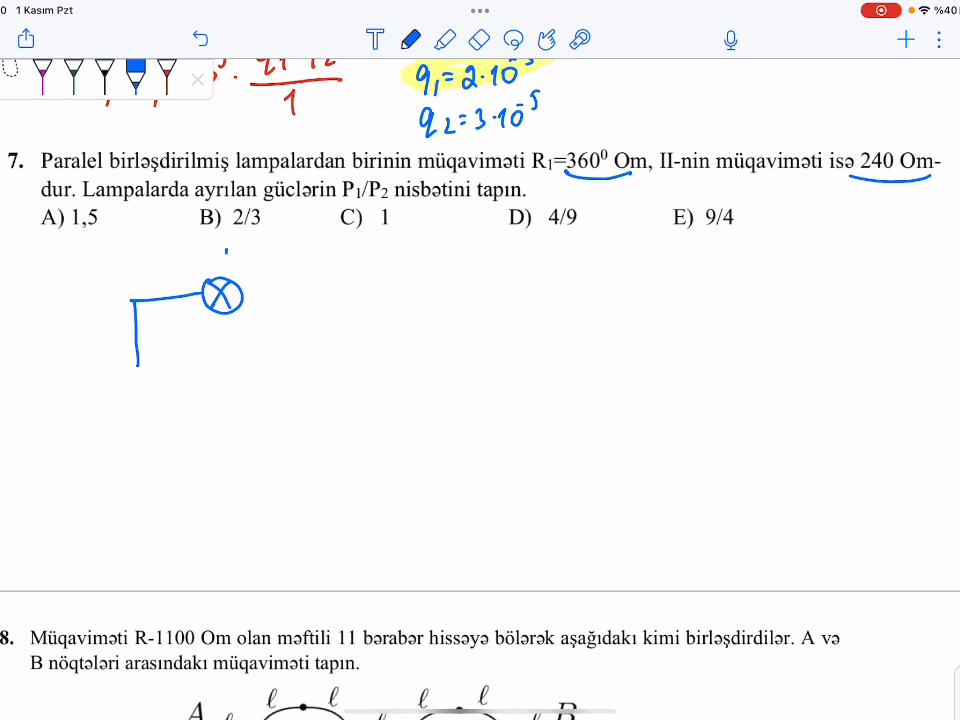 1 Kasım Pzt
%40
T
1
q₁=2·10
q₂=3·10⁻⁵
7. Paralel birləşdirilmiş lampalardan birinin müqaviməti R₁=360⁰ Om, II-nin müqaviməti isə 240 Om-
dur. Lampalarda ayrılan güclərin P₁/P₂ nisbətini tapın.
A) 1,5 B) 2/3 C) 1 D) 4/9 E) 9/4
8. Müqaviməti R-1100 Om olan məftili 11 bərabər hissəyə bölərək aşağıdakı kimi birləşdirdilər. A və
B nöqtələri arasındakı müqaviməti tapın.
A ℓ ℓ ℓ ℓ B